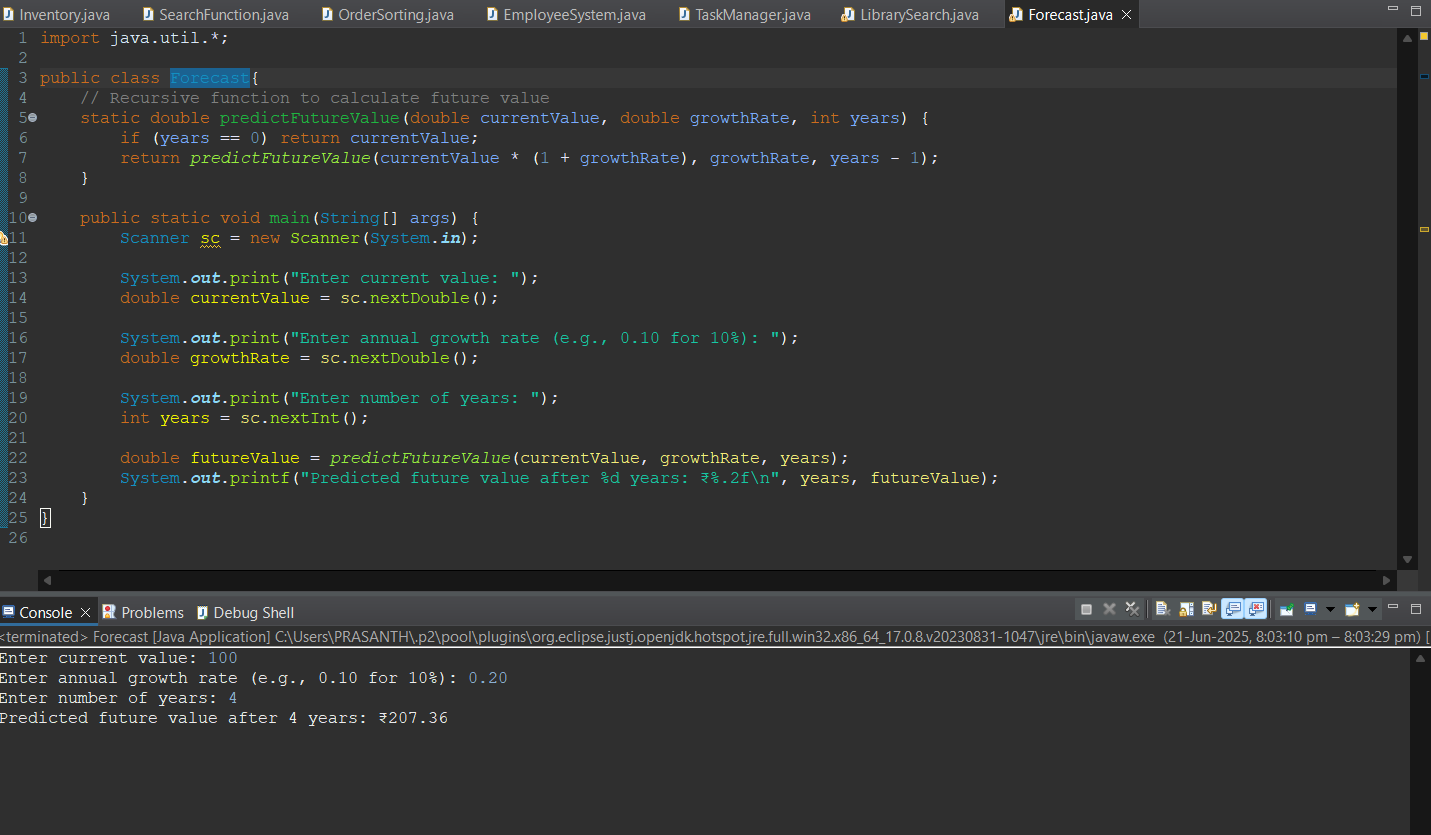 Inventory.java SearchFunction.java OrderSorting.java EmployeeSystem.java TaskManager.java LibrarySearch.java Forecast.java
1 import java.util.*;
2
3 public class Forecast{
4     // Recursive function to calculate future value
5     static double predictFutureValue(double currentValue, double growthRate, int years) {
6         if (years == 0) return currentValue;
7         return predictFutureValue(currentValue * (1 + growthRate), growthRate, years - 1);
8     }
9
10     public static void main(String[] args) {
11         Scanner sc = new Scanner(System.in);
12
13         System.out.print("Enter current value: ");
14         double currentValue = sc.nextDouble();
15
16         System.out.print("Enter annual growth rate (e.g., 0.10 for 10%): ");
17         double growthRate = sc.nextDouble();
18
19         System.out.print("Enter number of years: ");
20         int years = sc.nextInt();
21
22         double futureValue = predictFutureValue(currentValue, growthRate, years);
23         System.out.printf("Predicted future value after %d years: ₹%.2f\n", years, futureValue);
24     }
25 }
26
Console Problems Debug Shell
<terminated> Forecast [Java Application] C:\Users\PRASANTH\.p2\pool\plugins\org.eclipse.justj.openjdk.hotspot.jre.full.win32.x86_64_17.0.8.v20230831-1047\jre\bin\javaw.exe (21-Jun-2025, 8:03:10 pm – 8:03:29 pm) [
Enter current value: 100
Enter annual growth rate (e.g., 0.10 for 10%): 0.20
Enter number of years: 4
Predicted future value after 4 years: ₹207.36